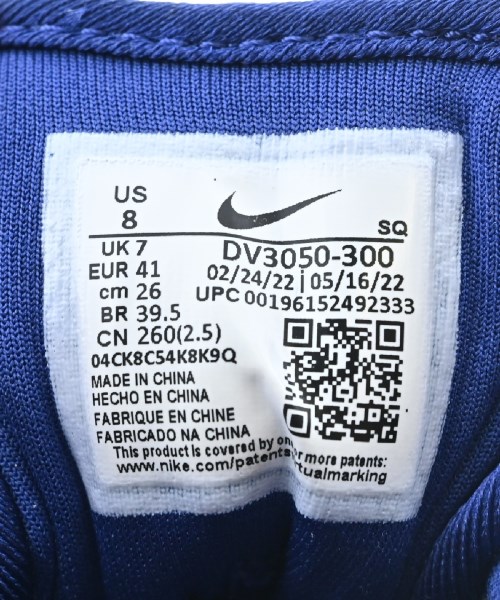 US
8
SQ
UK 7
EUR 41
cm 26
BR 39.5
CN 260(2.5)
DV3050-300
02/24/22 | 05/16/22
UPC 00196152492333
04CK8C54K8K9Q
MADE IN CHINA
HECHO EN CHINA
FABRIQUE EN CHINE
FABRICADO NA CHINA
This product is covered by one or more patents:
www.nike.com/patents